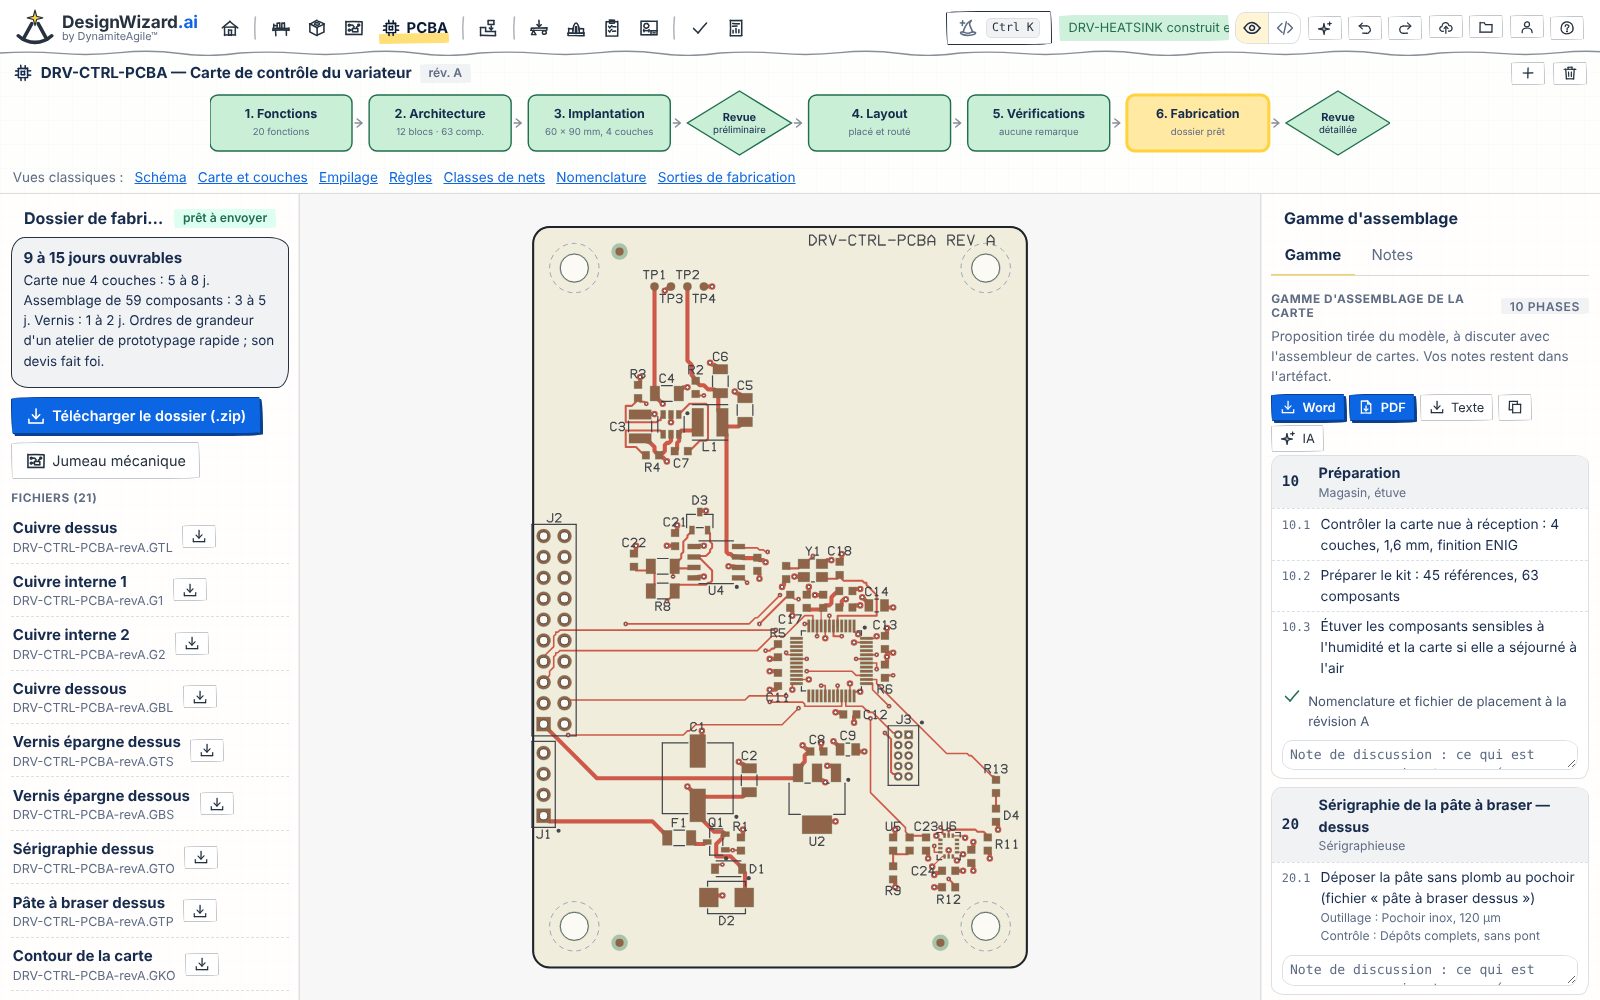 DesignWizard.ai
by DynamiteAgile™
PCBA
Ctrl K
DRV-HEATSINK construit e
DRV-CTRL-PCBA — Carte de contrôle du variateur
rév. A
1. Fonctions
20 fonctions
2. Architecture
12 blocs · 63 comp.
3. Implantation
60 × 90 mm, 4 couches
Revue
préliminaire
4. Layout
placé et routé
5. Vérifications
aucune remarque
6. Fabrication
dossier prêt
Revue
détaillée
Vues classiques :
Schéma
Carte et couches
Empilage
Règles
Classes de nets
Nomenclature
Sorties de fabrication
Dossier de fabri...
prêt à envoyer
9 à 15 jours ouvrables
Carte nue 4 couches : 5 à 8 j.
Assemblage de 59 composants : 3 à 5
j. Vernis : 1 à 2 j. Ordres de grandeur
d'un atelier de prototypage rapide ; son
devis fait foi.
Télécharger le dossier (.zip)
Jumeau mécanique
FICHIERS (21)
Cuivre dessus
DRV-CTRL-PCBA-revA.GTL
Cuivre interne 1
DRV-CTRL-PCBA-revA.G1
Cuivre interne 2
DRV-CTRL-PCBA-revA.G2
Cuivre dessous
DRV-CTRL-PCBA-revA.GBL
Vernis épargne dessus
DRV-CTRL-PCBA-revA.GTS
Vernis épargne dessous
DRV-CTRL-PCBA-revA.GBS
Sérigraphie dessus
DRV-CTRL-PCBA-revA.GTO
Pâte à braser dessus
DRV-CTRL-PCBA-revA.GTP
Contour de la carte
DRV-CTRL-PCBA-revA.GKO
DRV-CTRL-PCBA REV A
TP1 TP2
TP3 TP4
C6
R3 C4 R2
C5
C3
L1
R4 C7
D3
J2
C21
C22
Y1 C18
U4
R8
C14
C17
R5
C13
R6
C11
C12
J3
C1
C8 C9
C2
R13
D4
F1 Q1 R1
U5 C23 U6
J1
U2
R11
D1
C24
R9
R12
D2
Gamme d'assemblage
Gamme
Notes
GAMME D'ASSEMBLAGE DE LA
CARTE
10 PHASES
Proposition tirée du modèle, à discuter avec
l'assembleur de cartes. Vos notes restent dans
l'artéfact.
Word
PDF
Texte
IA
10
Préparation
Magasin, étuve
10.1 Contrôler la carte nue à réception : 4
couches, 1,6 mm, finition ENIG
10.2 Préparer le kit : 45 références, 63
composants
10.3 Étuver les composants sensibles à
l'humidité et la carte si elle a séjourné à
l'air
Nomenclature et fichier de placement à la
révision A
Note de discussion : ce qui est
20
Sérigraphie de la pâte à braser —
dessus
Sérigraphieuse
20.1 Déposer la pâte sans plomb au pochoir
(fichier « pâte à braser dessus »)
Outillage : Pochoir inox, 120 µm
Contrôle : Dépôts complets, sans pont
Note de discussion : ce qui est